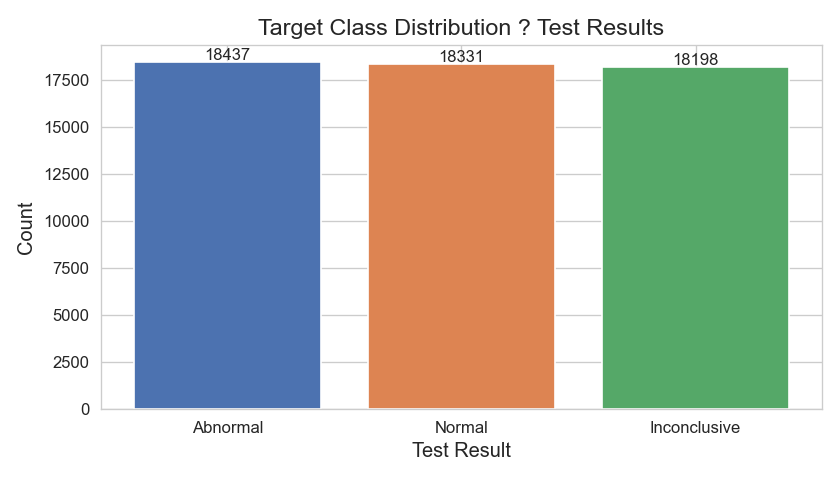 Target Class Distribution ? Test Results
18437
18331
18198
17500
15000
12500
10000
7500
5000
2500
0
Count
Abnormal
Normal
Inconclusive
Test Result